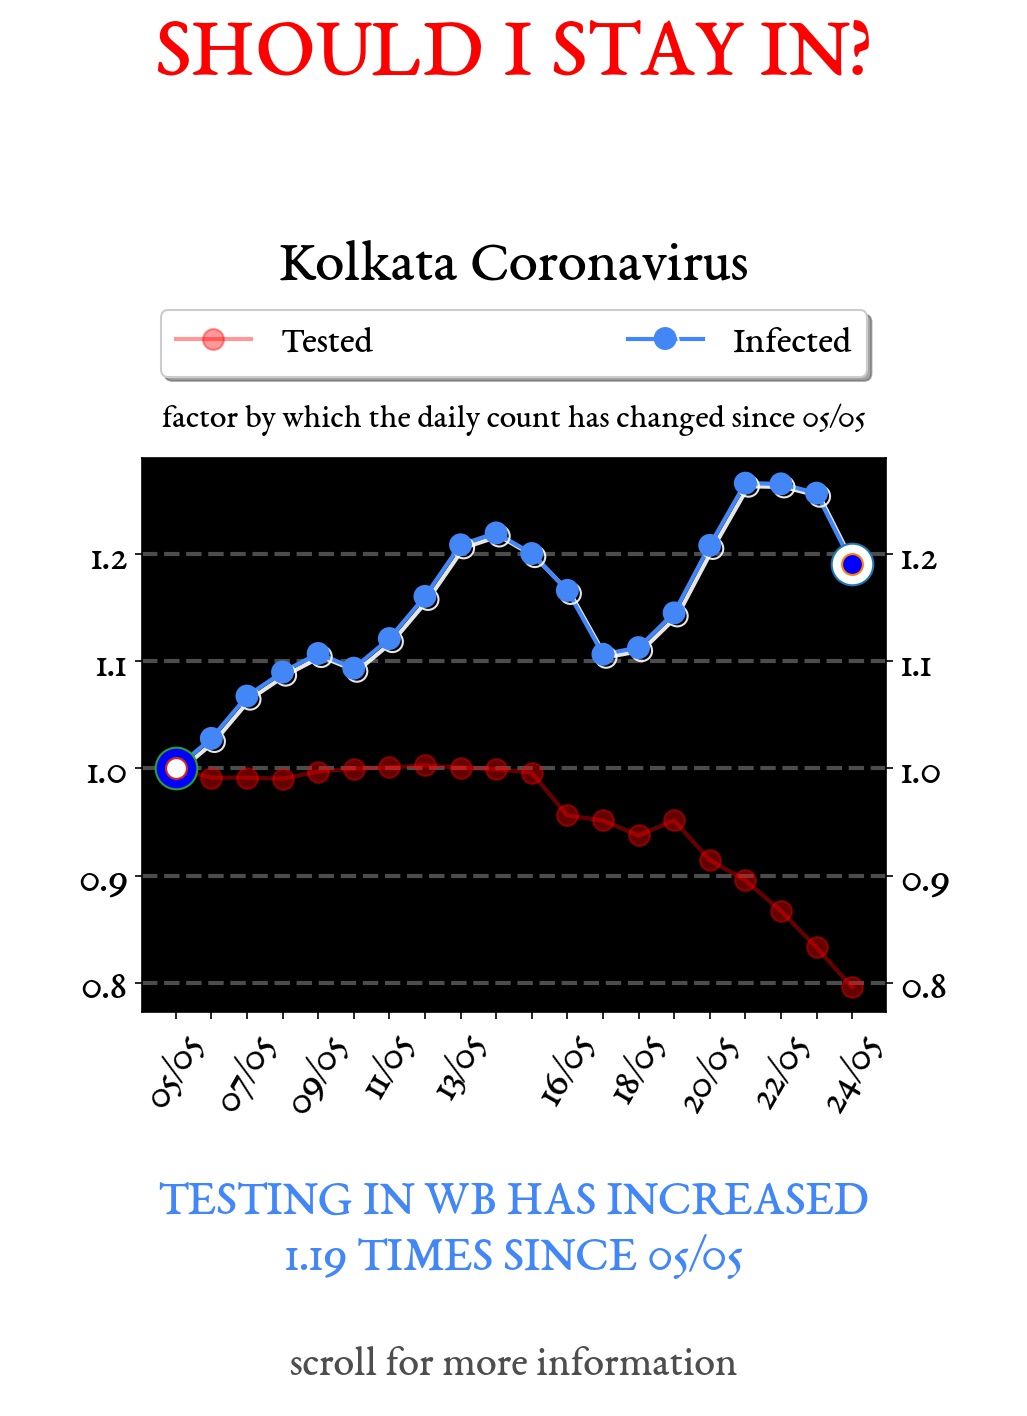 SHOULD I STAY IN?
Kolkata Coronavirus
Tested Infected
factor by which the daily count has changed since 05/05
1.2 1.2
1.1 1.1
1.0 1.0
0.9 0.9
0.8 0.8
05/05 07/05 09/05 11/05 13/05 16/05 18/05 20/05 22/05 24/05
TESTING IN WB HAS INCREASED
1.19 TIMES SINCE 05/05
scroll for more information